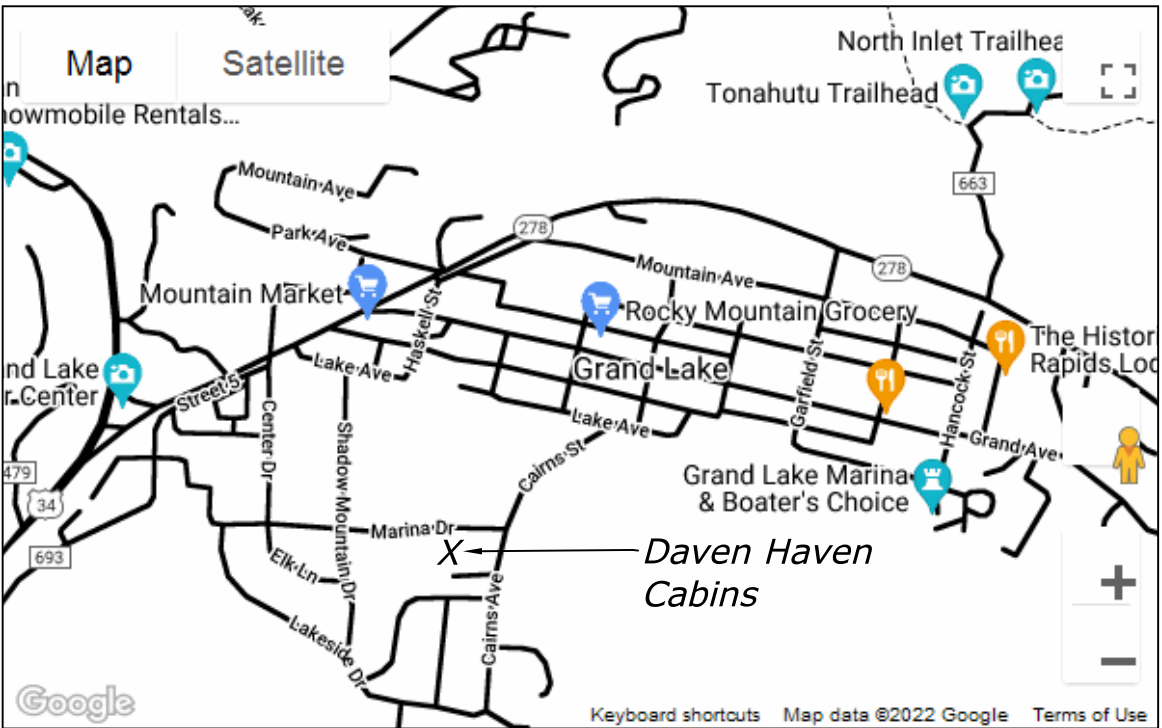 ak-
Map
Satellite
North Inlet Trailhea
Tonahutu Trailhead
n
nowmobile Rentals...
663
Mountain Ave
278
Park Ave
Mountain Ave
278
Mountain Market
Haskell St
Rocky Mountain Grocery
The Histori
Rapids Lod
nd Lake
r Center
Lake Ave
Grand Lake
Garfield St
Hancock St
Street 5
Lake Ave
Grand Ave
Center Dr
Shadow Mountain Dr
Cairns St
479
34
Grand Lake Marina
& Boater's Choice
Marina Dr
693
X
Daven Haven
Cabins
Elk Ln
Cairns Ave
Lakeside Dr
+
−
Google
Keyboard shortcuts
Map data ©2022 Google
Terms of Use